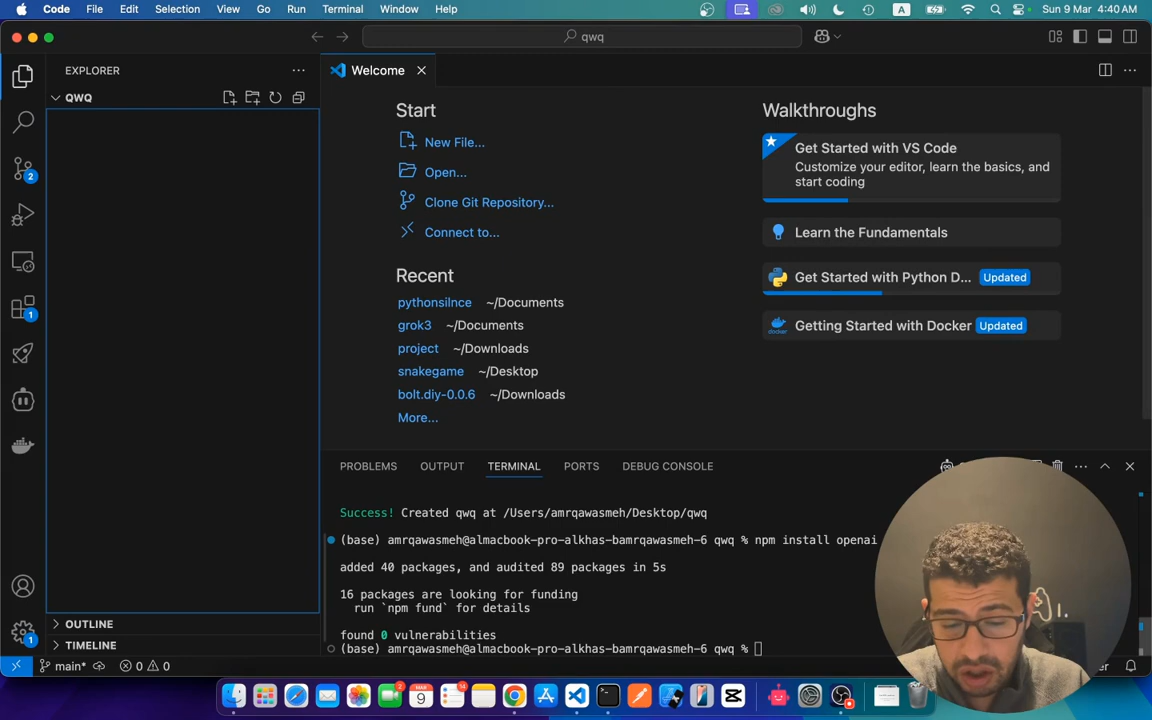 Code File Edit Selection View Go Run Terminal Window Help A Sun 9 Mar 4:40 AM
qwq
EXPLORER
Welcome
QWQ
Start
New File...
Open...
Clone Git Repository...
Connect to...
Recent
pythonsilnce ~/Documents
grok3 ~/Documents
project ~/Downloads
snakegame ~/Desktop
bolt.diy-0.0.6 ~/Downloads
More...
Walkthroughs
Get Started with VS Code
Customize your editor, learn the basics, and
start coding
Learn the Fundamentals
Get Started with Python D... Updated
Getting Started with Docker Updated
2
1
1
PROBLEMS OUTPUT TERMINAL PORTS DEBUG CONSOLE
Success! Created qwq at /Users/amrqawasmeh/Desktop/qwq
(base) amrqawasmeh@almacbook-pro-alkhas-bamrqawasmeh-6 qwq % npm install openai
added 40 packages, and audited 89 packages in 5s
16 packages are looking for funding
run `npm fund` for details
found 0 vulnerabilities
(base) amrqawasmeh@almacbook-pro-alkhas-bamrqawasmeh-6 qwq %
OUTLINE
TIMELINE
main* 0 0
9